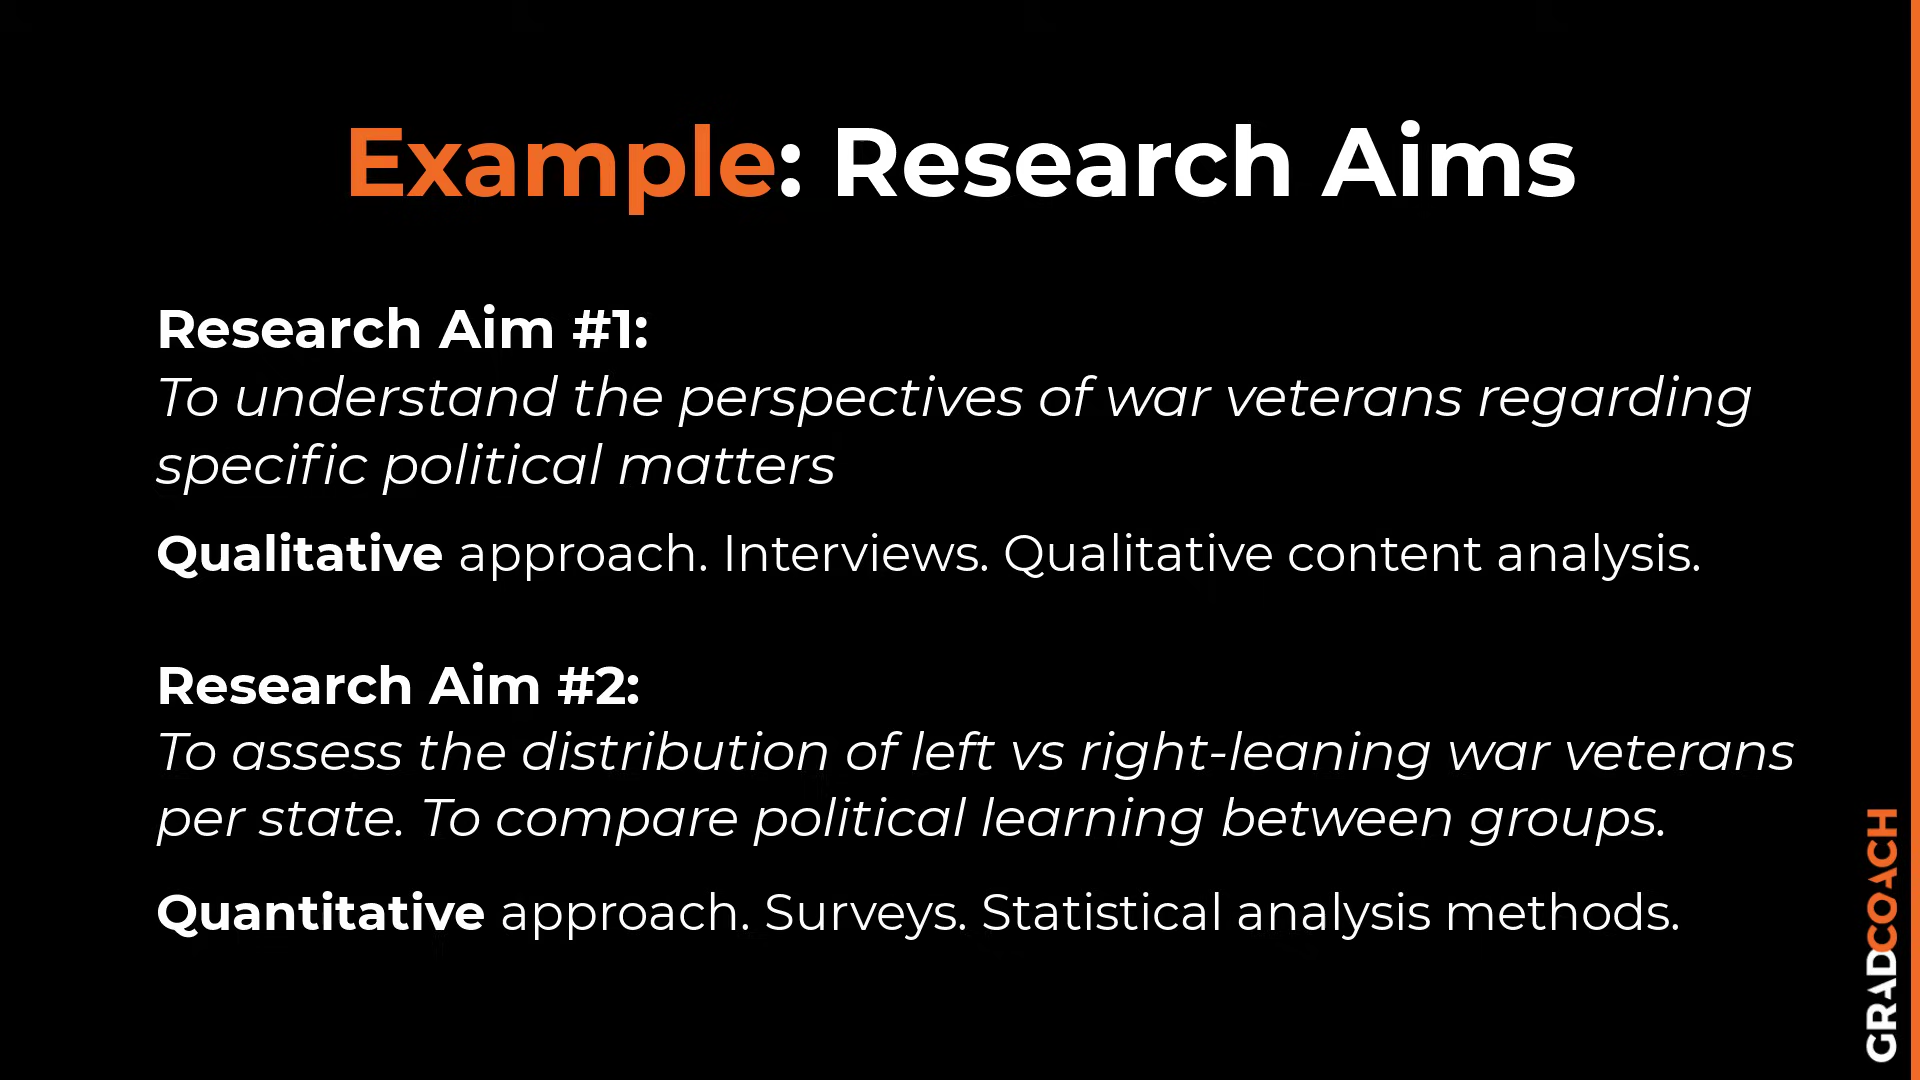 Example: Research Aims
Research Aim #1:
To understand the perspectives of war veterans regarding
specific political matters
Qualitative approach. Interviews. Qualitative content analysis.
Research Aim #2:
To assess the distribution of left vs right-leaning war veterans
per state. To compare political learning between groups.
Quantitative approach. Surveys. Statistical analysis methods.
GRADCOACH